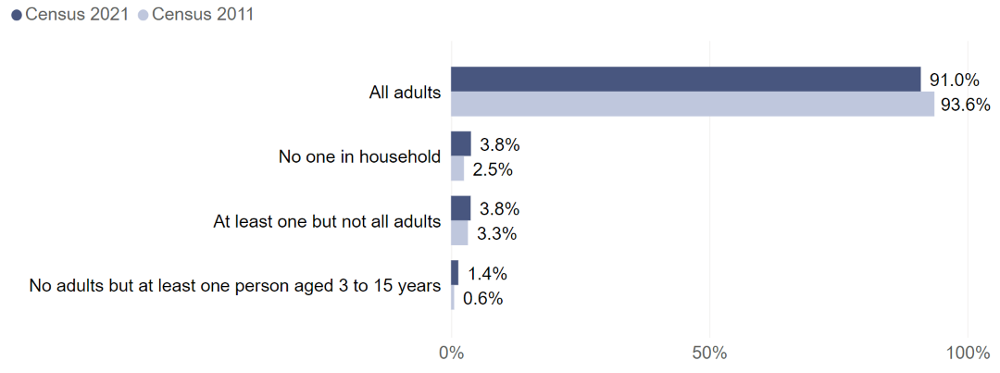 Census 2021 Census 2011
All adults
91.0%
93.6%
No one in household
3.8%
2.5%
At least one but not all adults
3.8%
3.3%
No adults but at least one person aged 3 to 15 years
1.4%
0.6%
0% 50% 100%